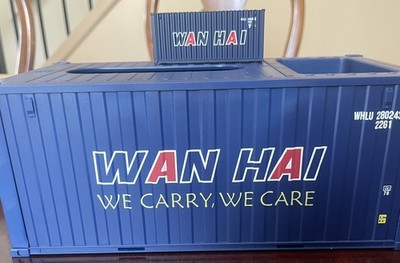 WAN HAI
WAN HAI
WE CARRY, WE CARE
WHLU 280243
2261